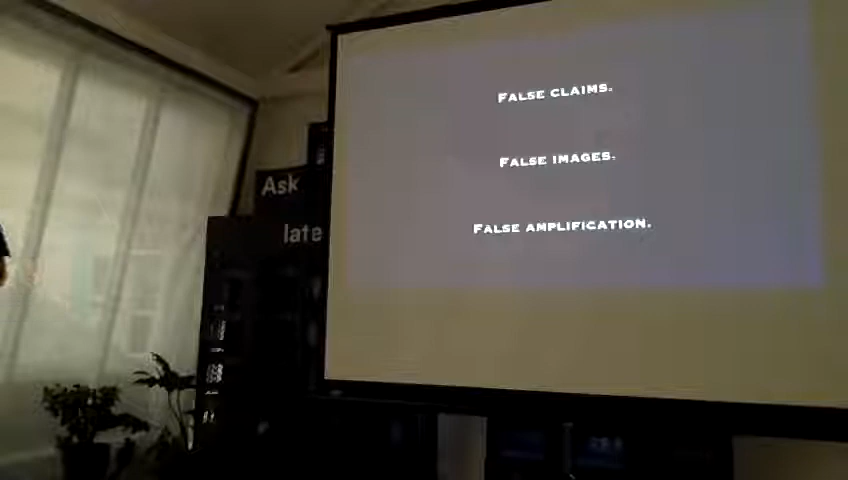 False claims.
False images.
False amplification.
Ask
late